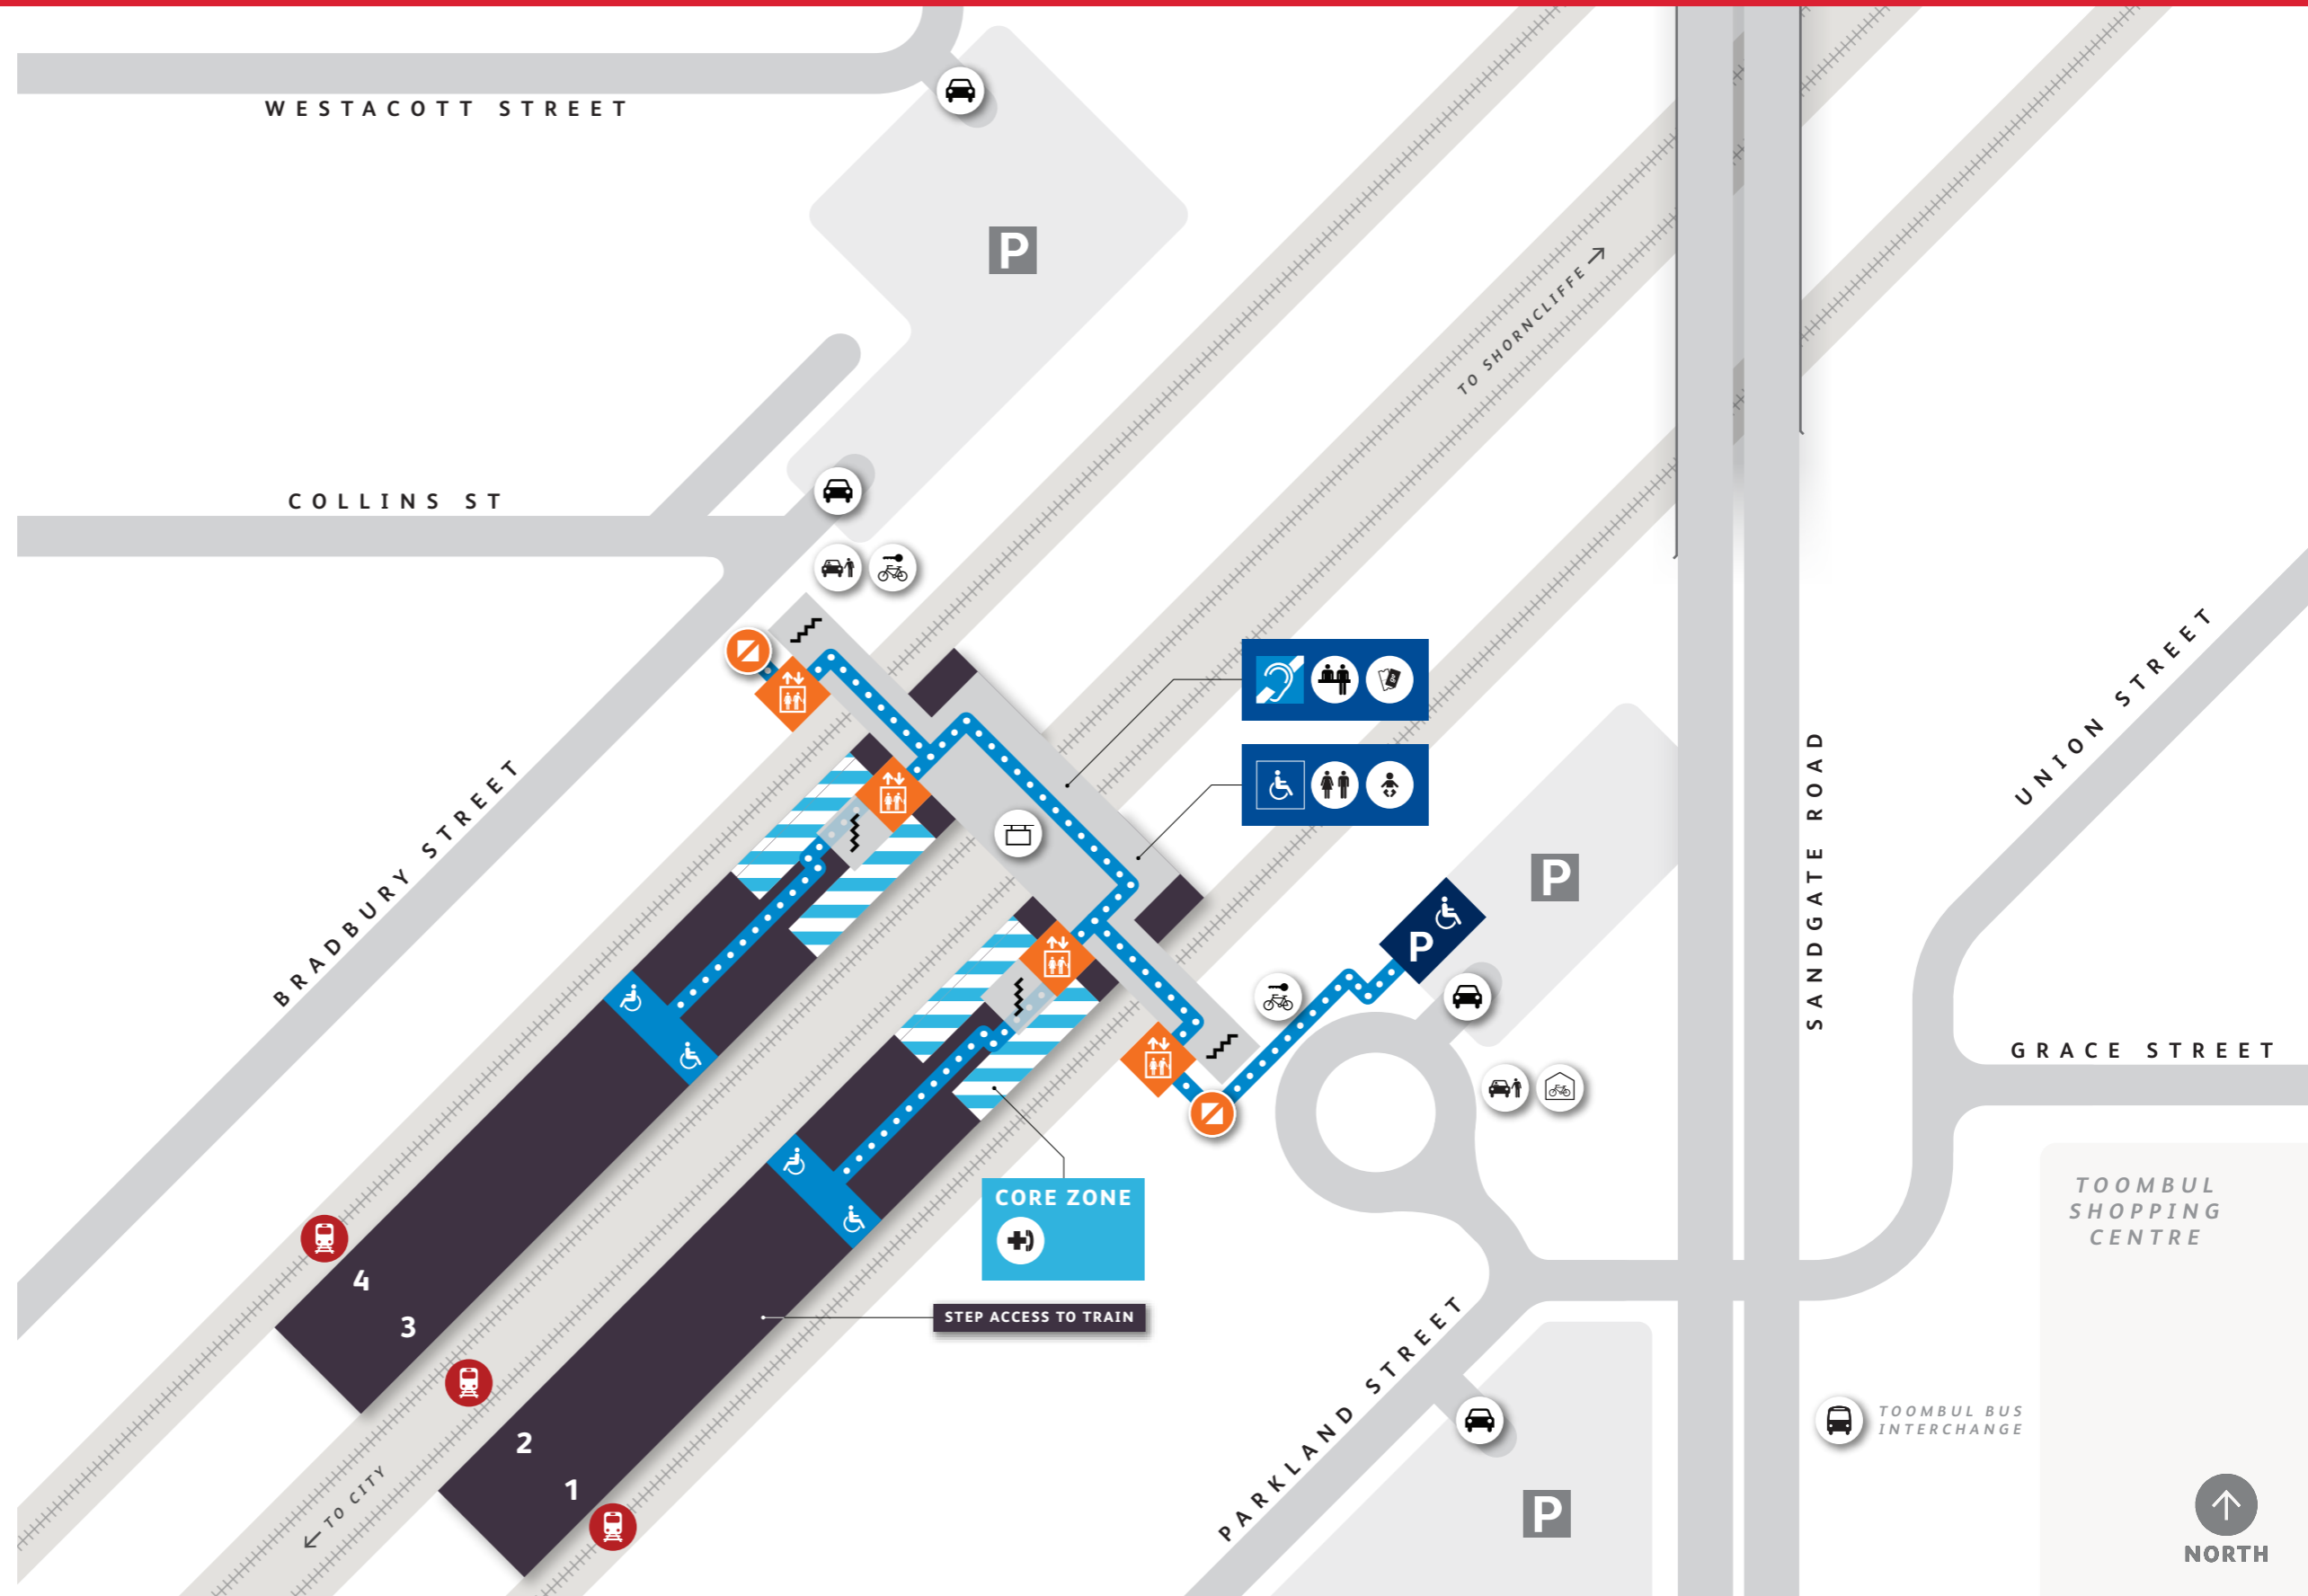 WESTACOTT STREET
P
TO SHORNCLIFFE
COLLINS ST
UNION STREET
SANDGATE ROAD
BRADBURY STREET
P
P
GRACE STREET
TOOMBUL
SHOPPING
CENTRE
CORE ZONE
STEP ACCESS TO TRAIN
4
3
2
1
PARKLAND STREET
TO CITY
TOOMBUL BUS
INTERCHANGE
P
NORTH